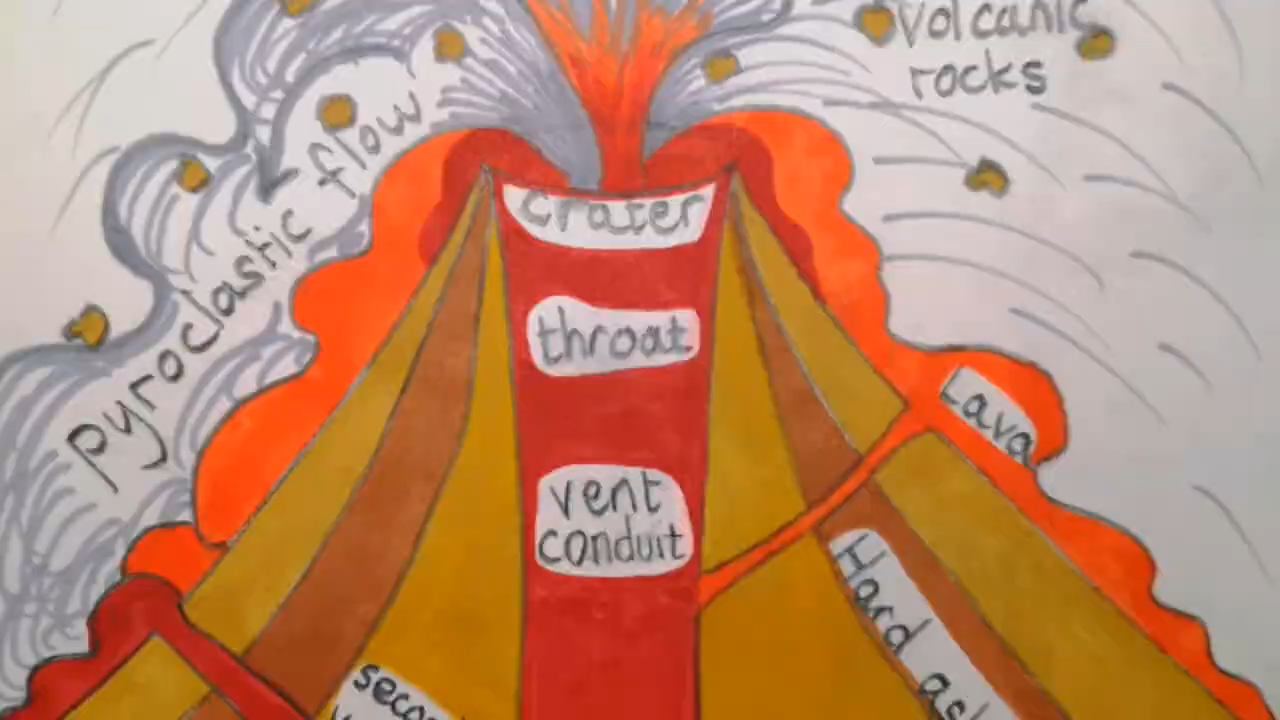 volcanic
rocks
pyroclastic flow
crater
throat
Lava
vent
conduit
Hard